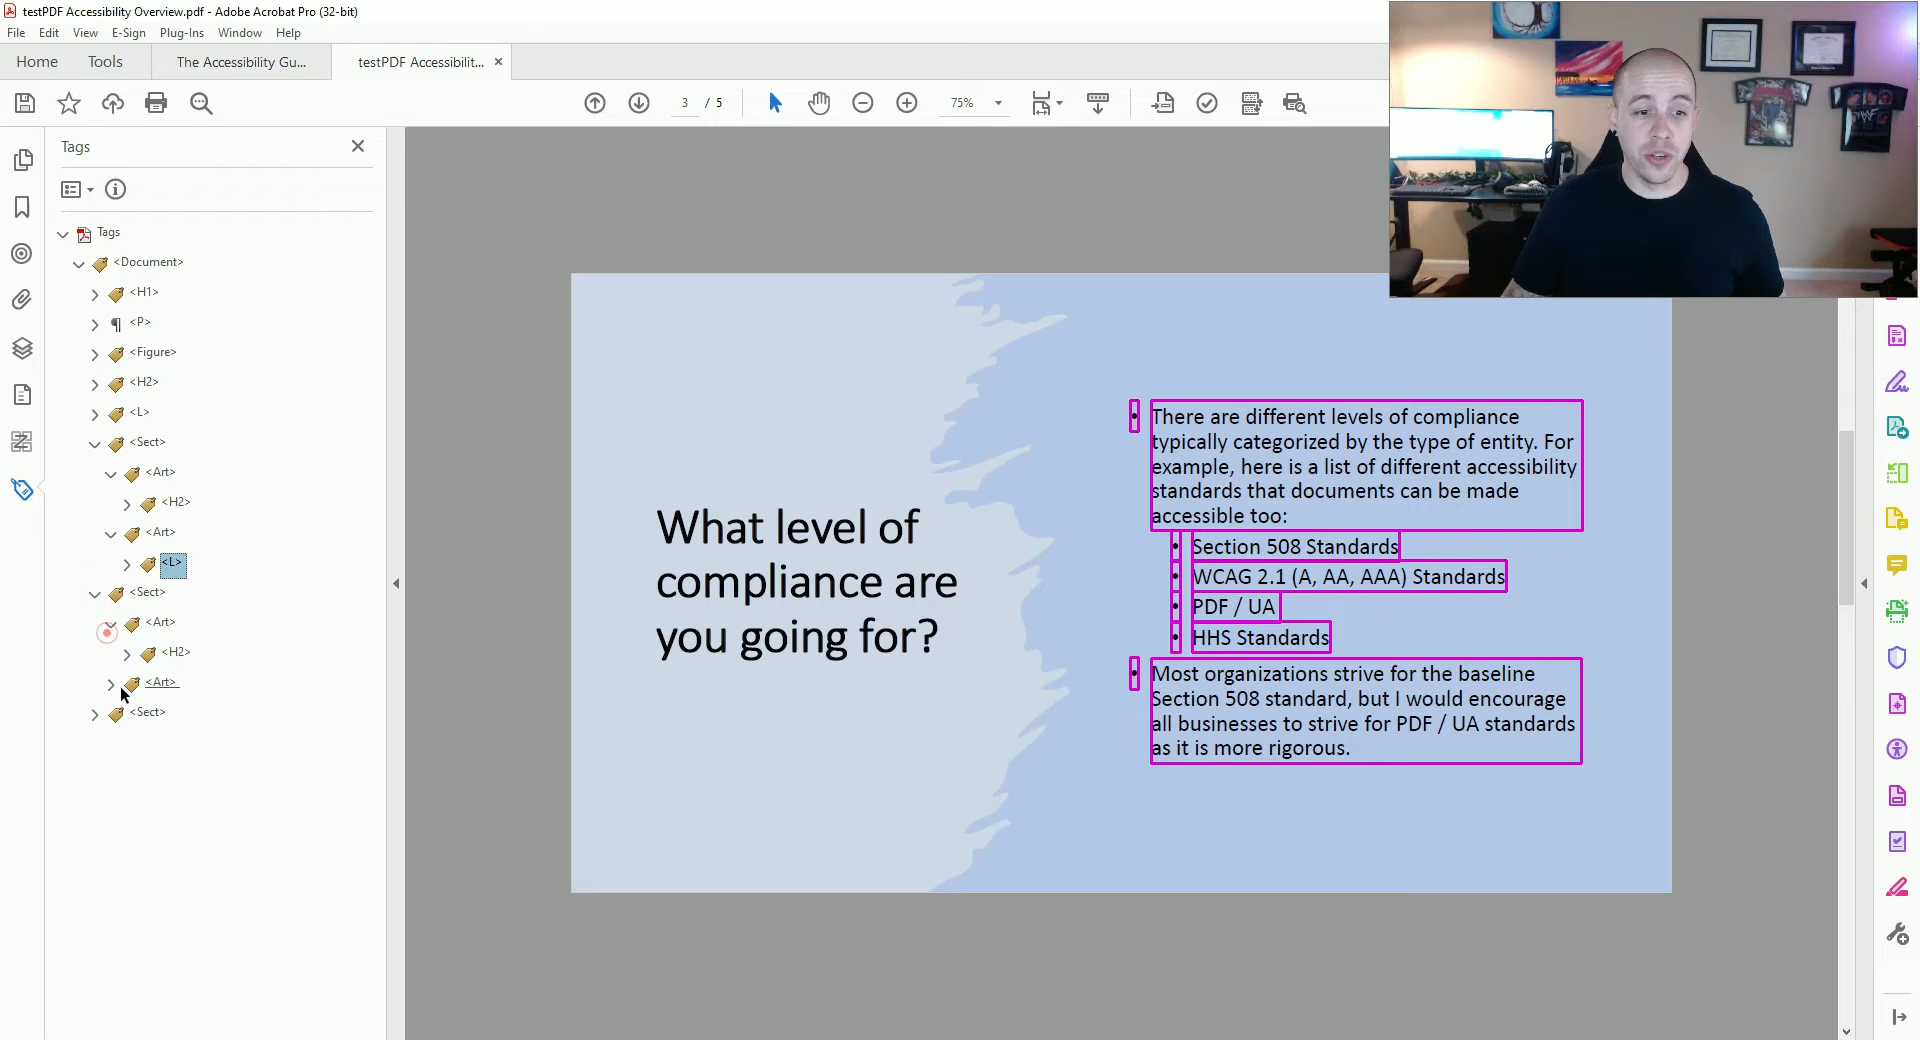 testPDF Accessibility Overview.pdf - Adobe Acrobat Pro (32-bit)
File Edit View E-Sign Plug-Ins Window Help
Home Tools The Accessibility Gu... testPDF Accessibilit... ×
3 / 5 75%
Tags
Tags
<Document>
<H1>
<P>
<Figure>
<H2>
<L>
<Sect>
<Art>
<H2>
<Art>
<L>
<Sect>
<Art>
<H2>
<Art>
<Sect>
What level of
compliance are
you going for?
• There are different levels of compliance
typically categorized by the type of entity. For
example, here is a list of different accessibility
standards that documents can be made
accessible too:
• Section 508 Standards
• WCAG 2.1 (A, AA, AAA) Standards
• PDF / UA
• HHS Standards
• Most organizations strive for the baseline
Section 508 standard, but I would encourage
all businesses to strive for PDF / UA standards
as it is more rigorous.